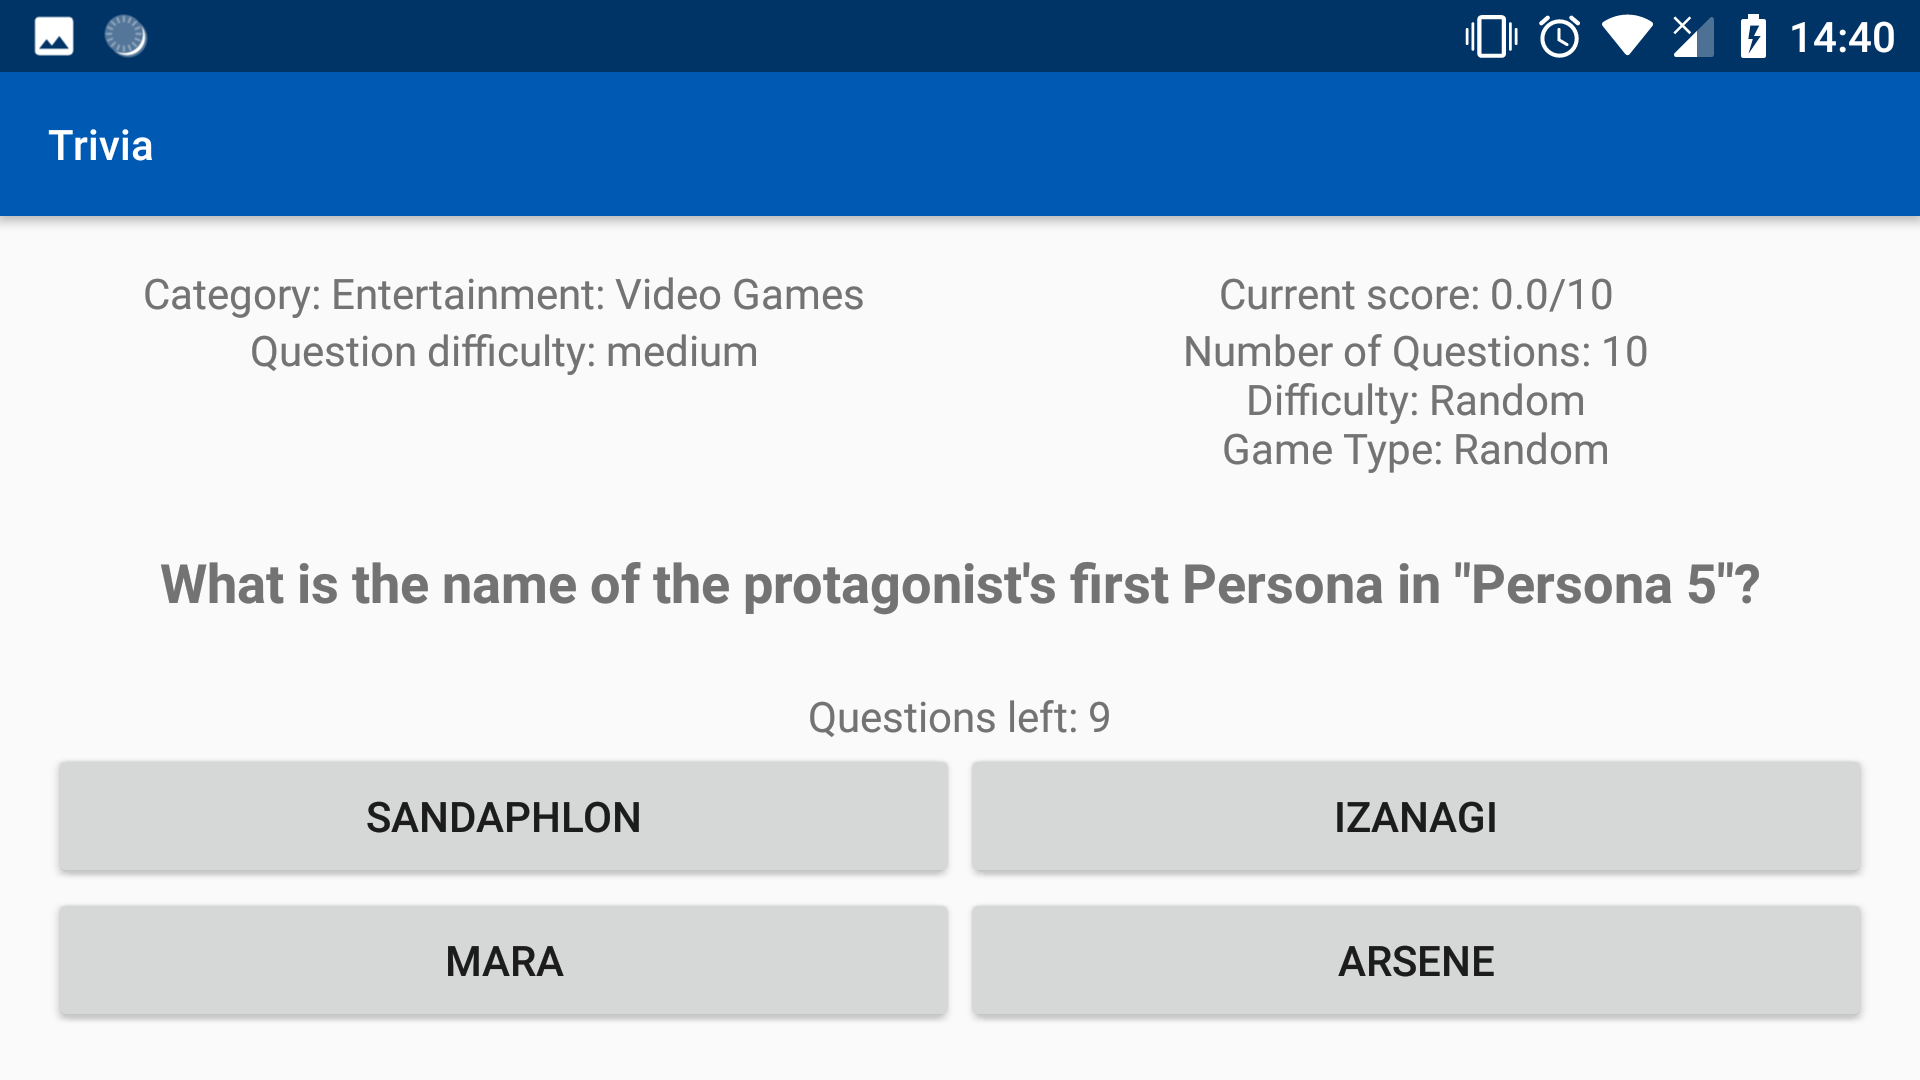 14:40
Trivia
Category: Entertainment: Video Games
Question difficulty: medium
Current score: 0.0/10
Number of Questions: 10
Difficulty: Random
Game Type: Random
What is the name of the protagonist's first Persona in "Persona 5"?
Questions left: 9
SANDAPHLON
IZANAGI
MARA
ARSENE